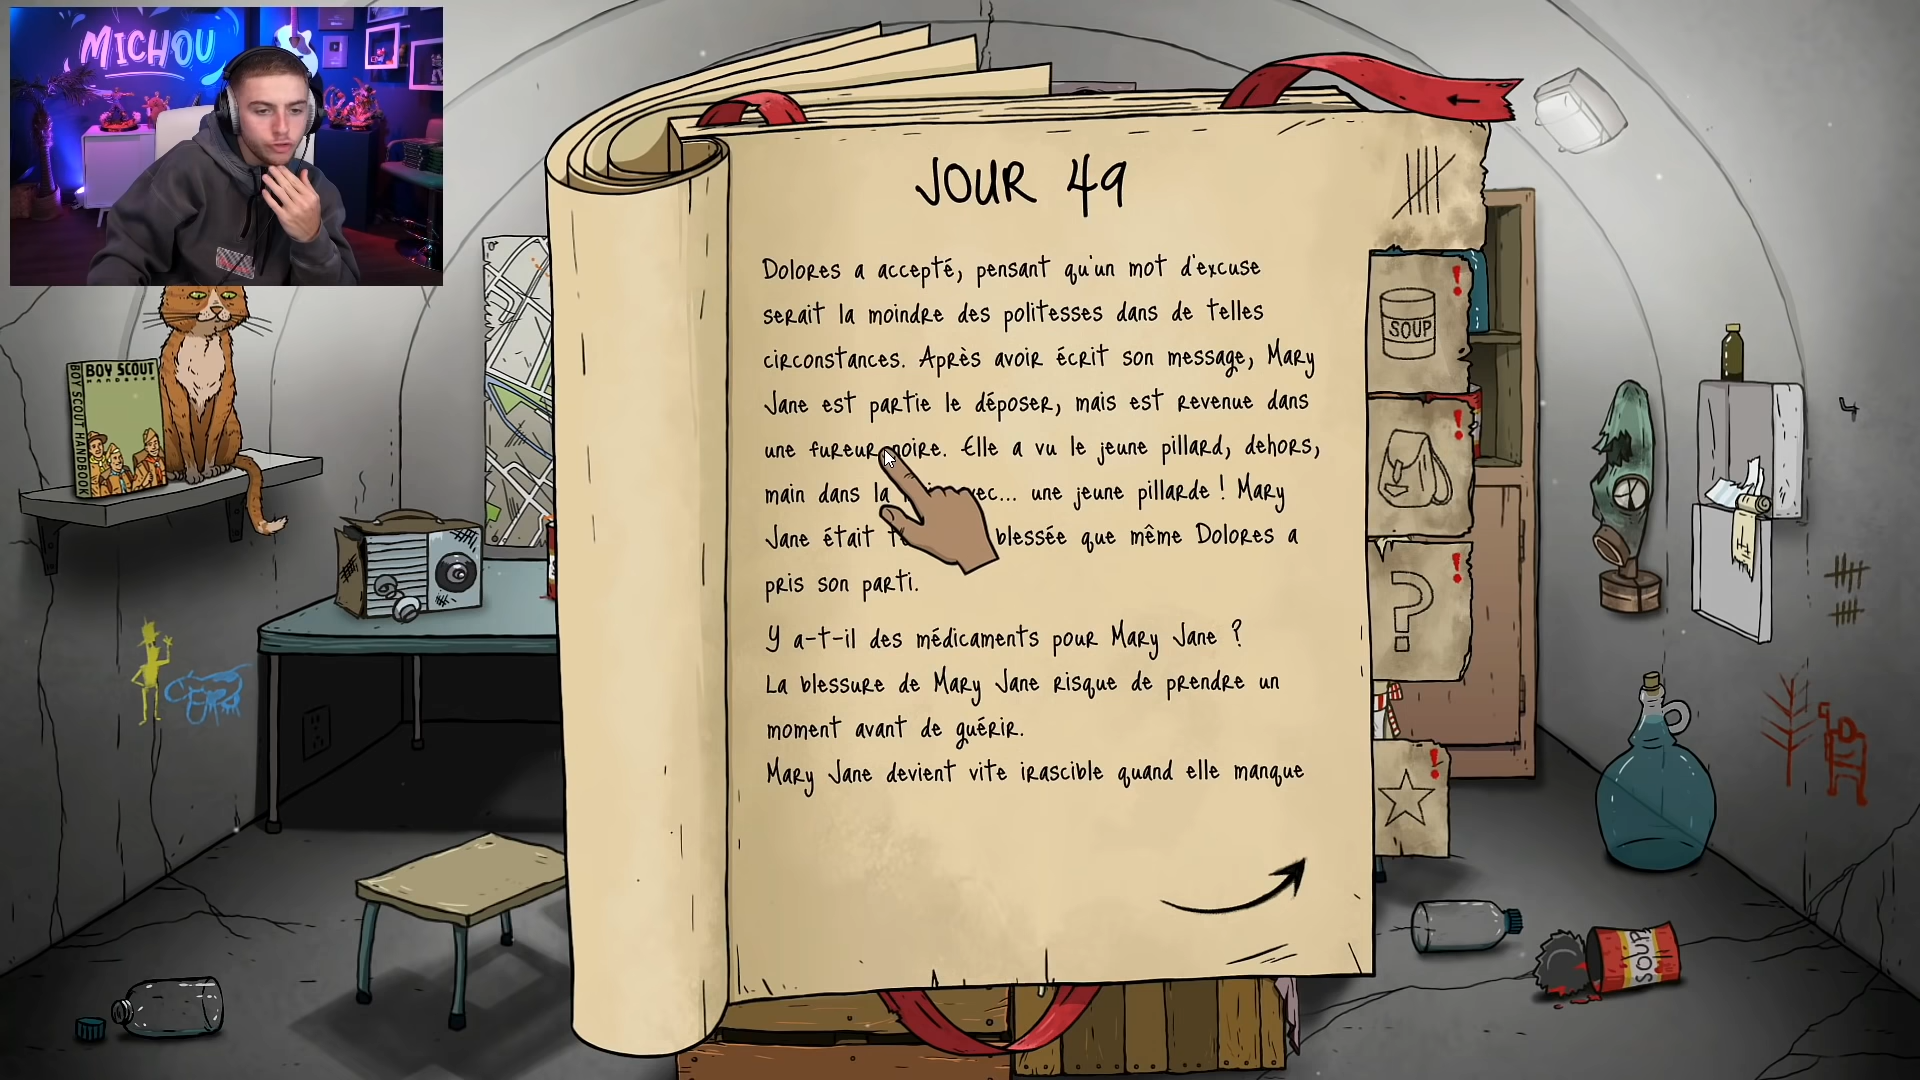 MICHOU
JOUR 49
Dolores a accepté, pensant qu'un mot d'excuse
serait la moindre des politesses dans de telles
circonstances. Après avoir écrit son message, Mary
Jane est partie le déposer, mais est revenue dans
une fureur noire. Elle a vu le jeune pillard, dehors,
main dans la ... une jeune pillarde ! Mary
Jane était blessée que même Dolores a
pris son parti.
Y a-t-il des médicaments pour Mary Jane ?
La blessure de Mary Jane risque de prendre un
moment avant de guérir.
Mary Jane devient vite irascible quand elle manque
SOUP
!
!
?
!
!
BOY SCOUT
HANDBOOK
BOY SCOUT HANDBOOK
SOUP